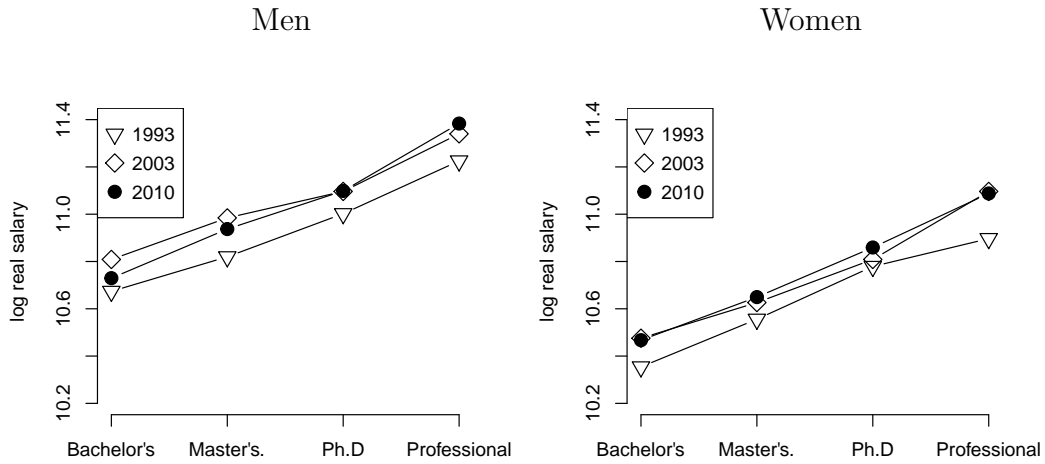 Men
log real salary
11.4
11.0
10.6
10.2
1993
2003
2010
Bachelor's Master's. Ph.D Professional
Women
log real salary
11.4
11.0
10.6
10.2
1993
2003
2010
Bachelor's Master's. Ph.D Professional